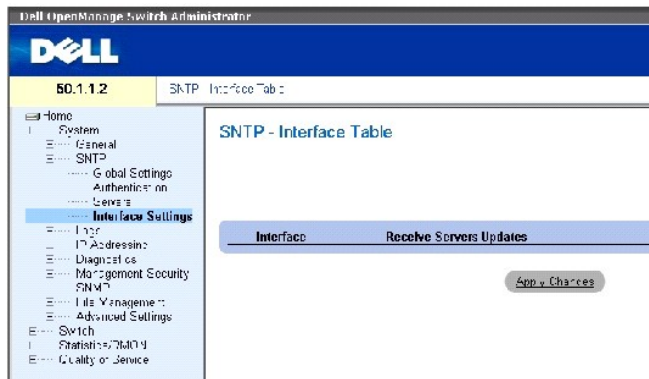 Dell OpenManage Switch Administrator
DELL
50.1.1.2
SNTP Interface Table
Home
System
General
SNTP
Global Settings
Authentication
Servers
Interface Settings
Logs
IP Addressing
Diagnostics
Management Security
SNMP
File Management
Advanced Settings
Switch
Statistics/RMON
Quality of Service
SNTP - Interface Table
Interface Receive Servers Updates
Apply Changes